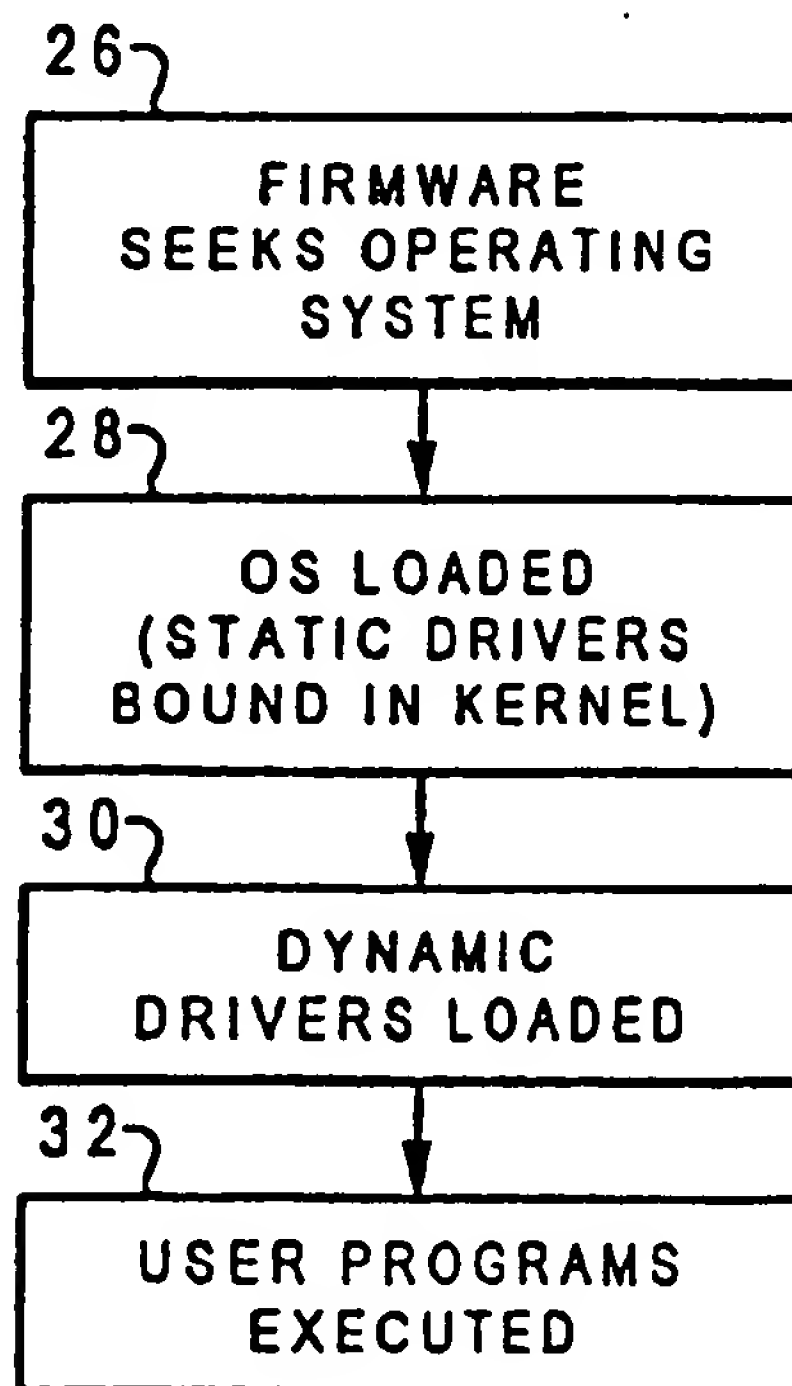 26
FIRMWARE
SEEKS OPERATING
SYSTEM
28
OS LOADED
(STATIC DRIVERS
BOUND IN KERNEL)
30
DYNAMIC
DRIVERS LOADED
32
USER PROGRAMS
EXECUTED